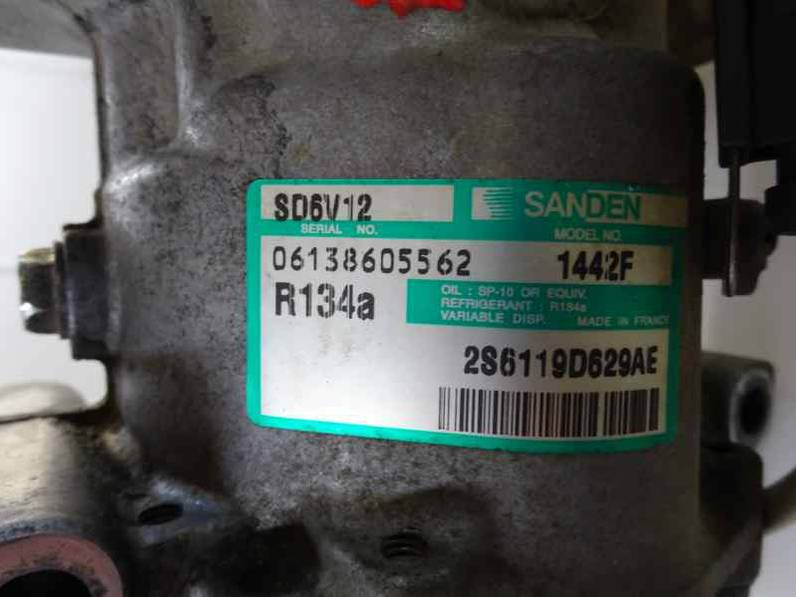 SD6V12 SANDEN
SERIAL NO. MODEL NO.
06138605562 1442F
R134a
OIL : SP-10 OR EQUIV.
REFRIGERANT : R134a
VARIABLE DISP. MADE IN FRANCE
2S6119D629AE